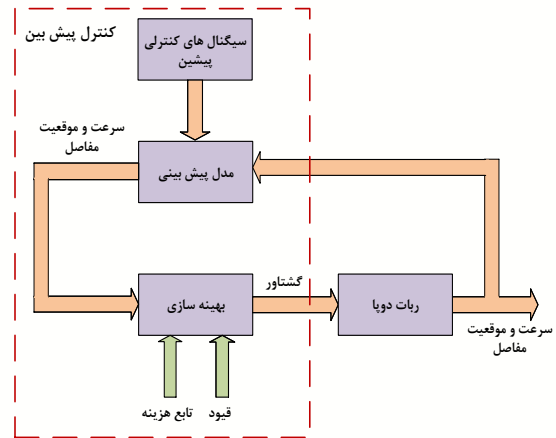 کنترل پیش بین
سیگنال های کنترلی
پیشین
سرعت و موقعیت
مفاصل
مدل پیش بینی
گشتاور
بهینه سازی
ربات دوپا
سرعت و موقعیت
مفاصل
قیود
تابع هزینه